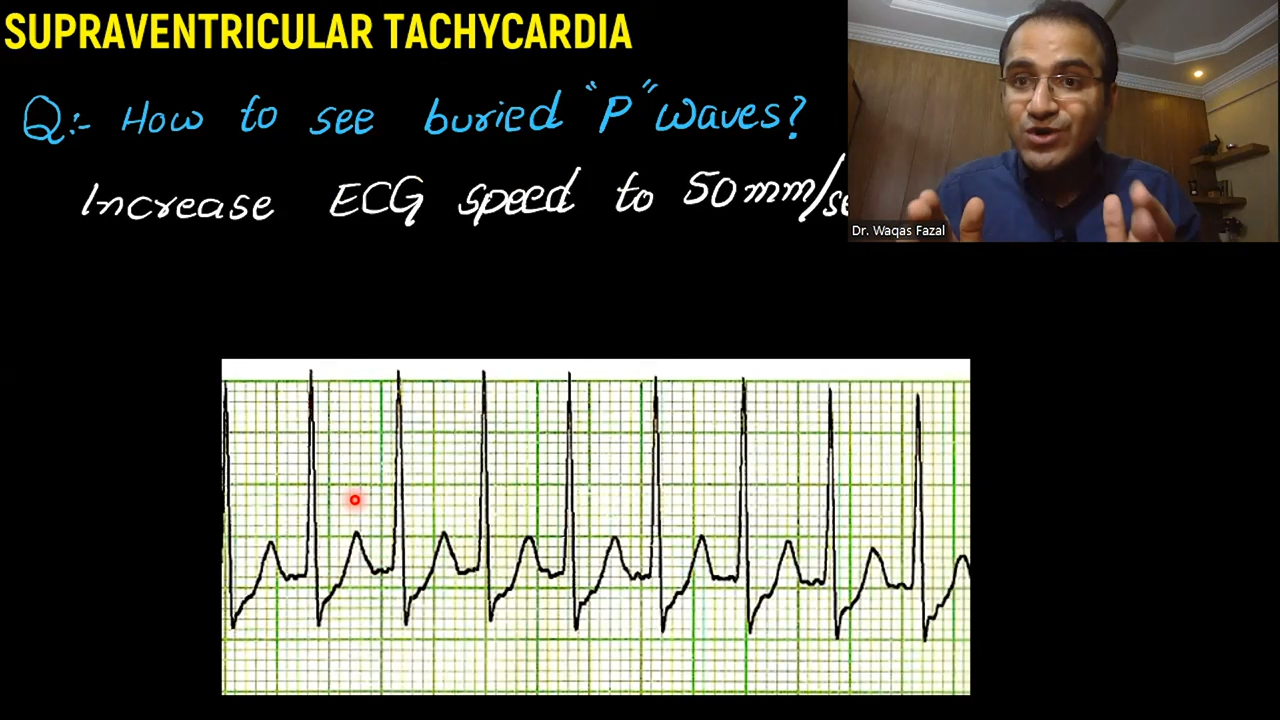 SUPRAVENTRICULAR TACHYCARDIA
Q:- How to see buried "P" waves?
Increase ECG speed to 50mm/se
Dr. Waqas Fazal